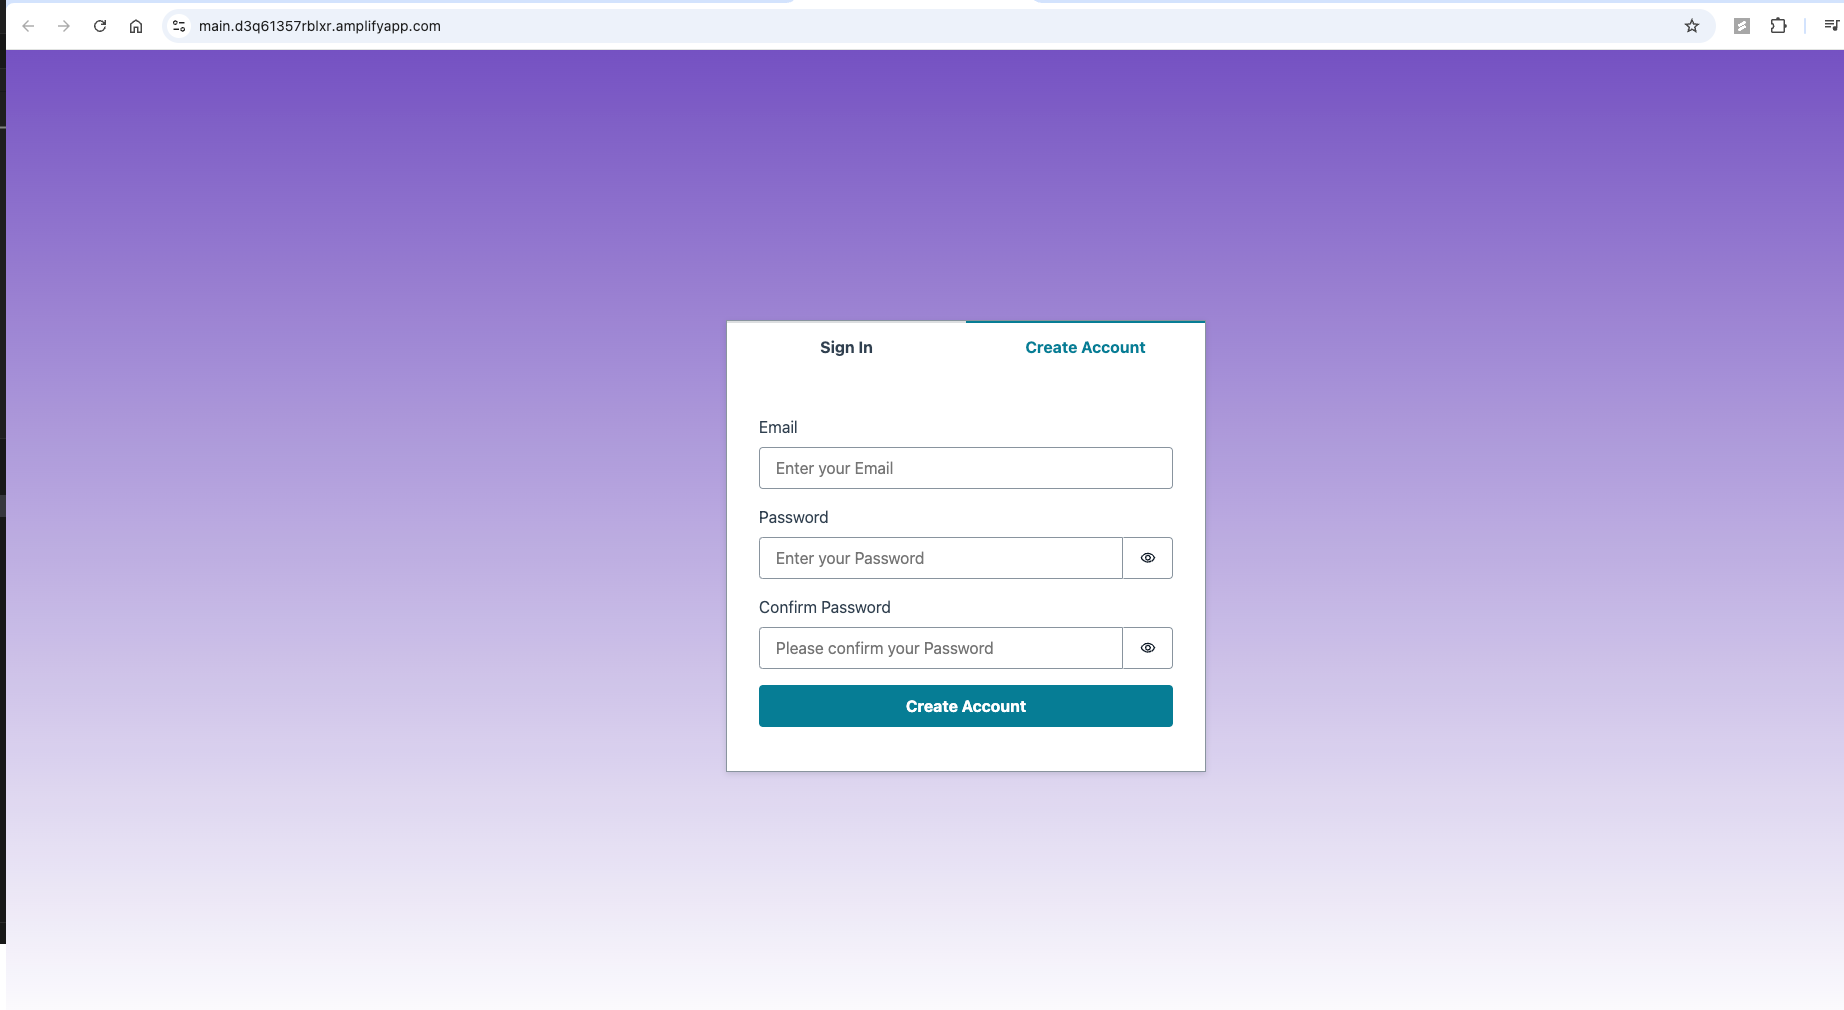 main.d3q61357rblxr.amplifyapp.com
Sign In
Create Account
Email
Enter your Email
Password
Enter your Password
Confirm Password
Please confirm your Password
Create Account